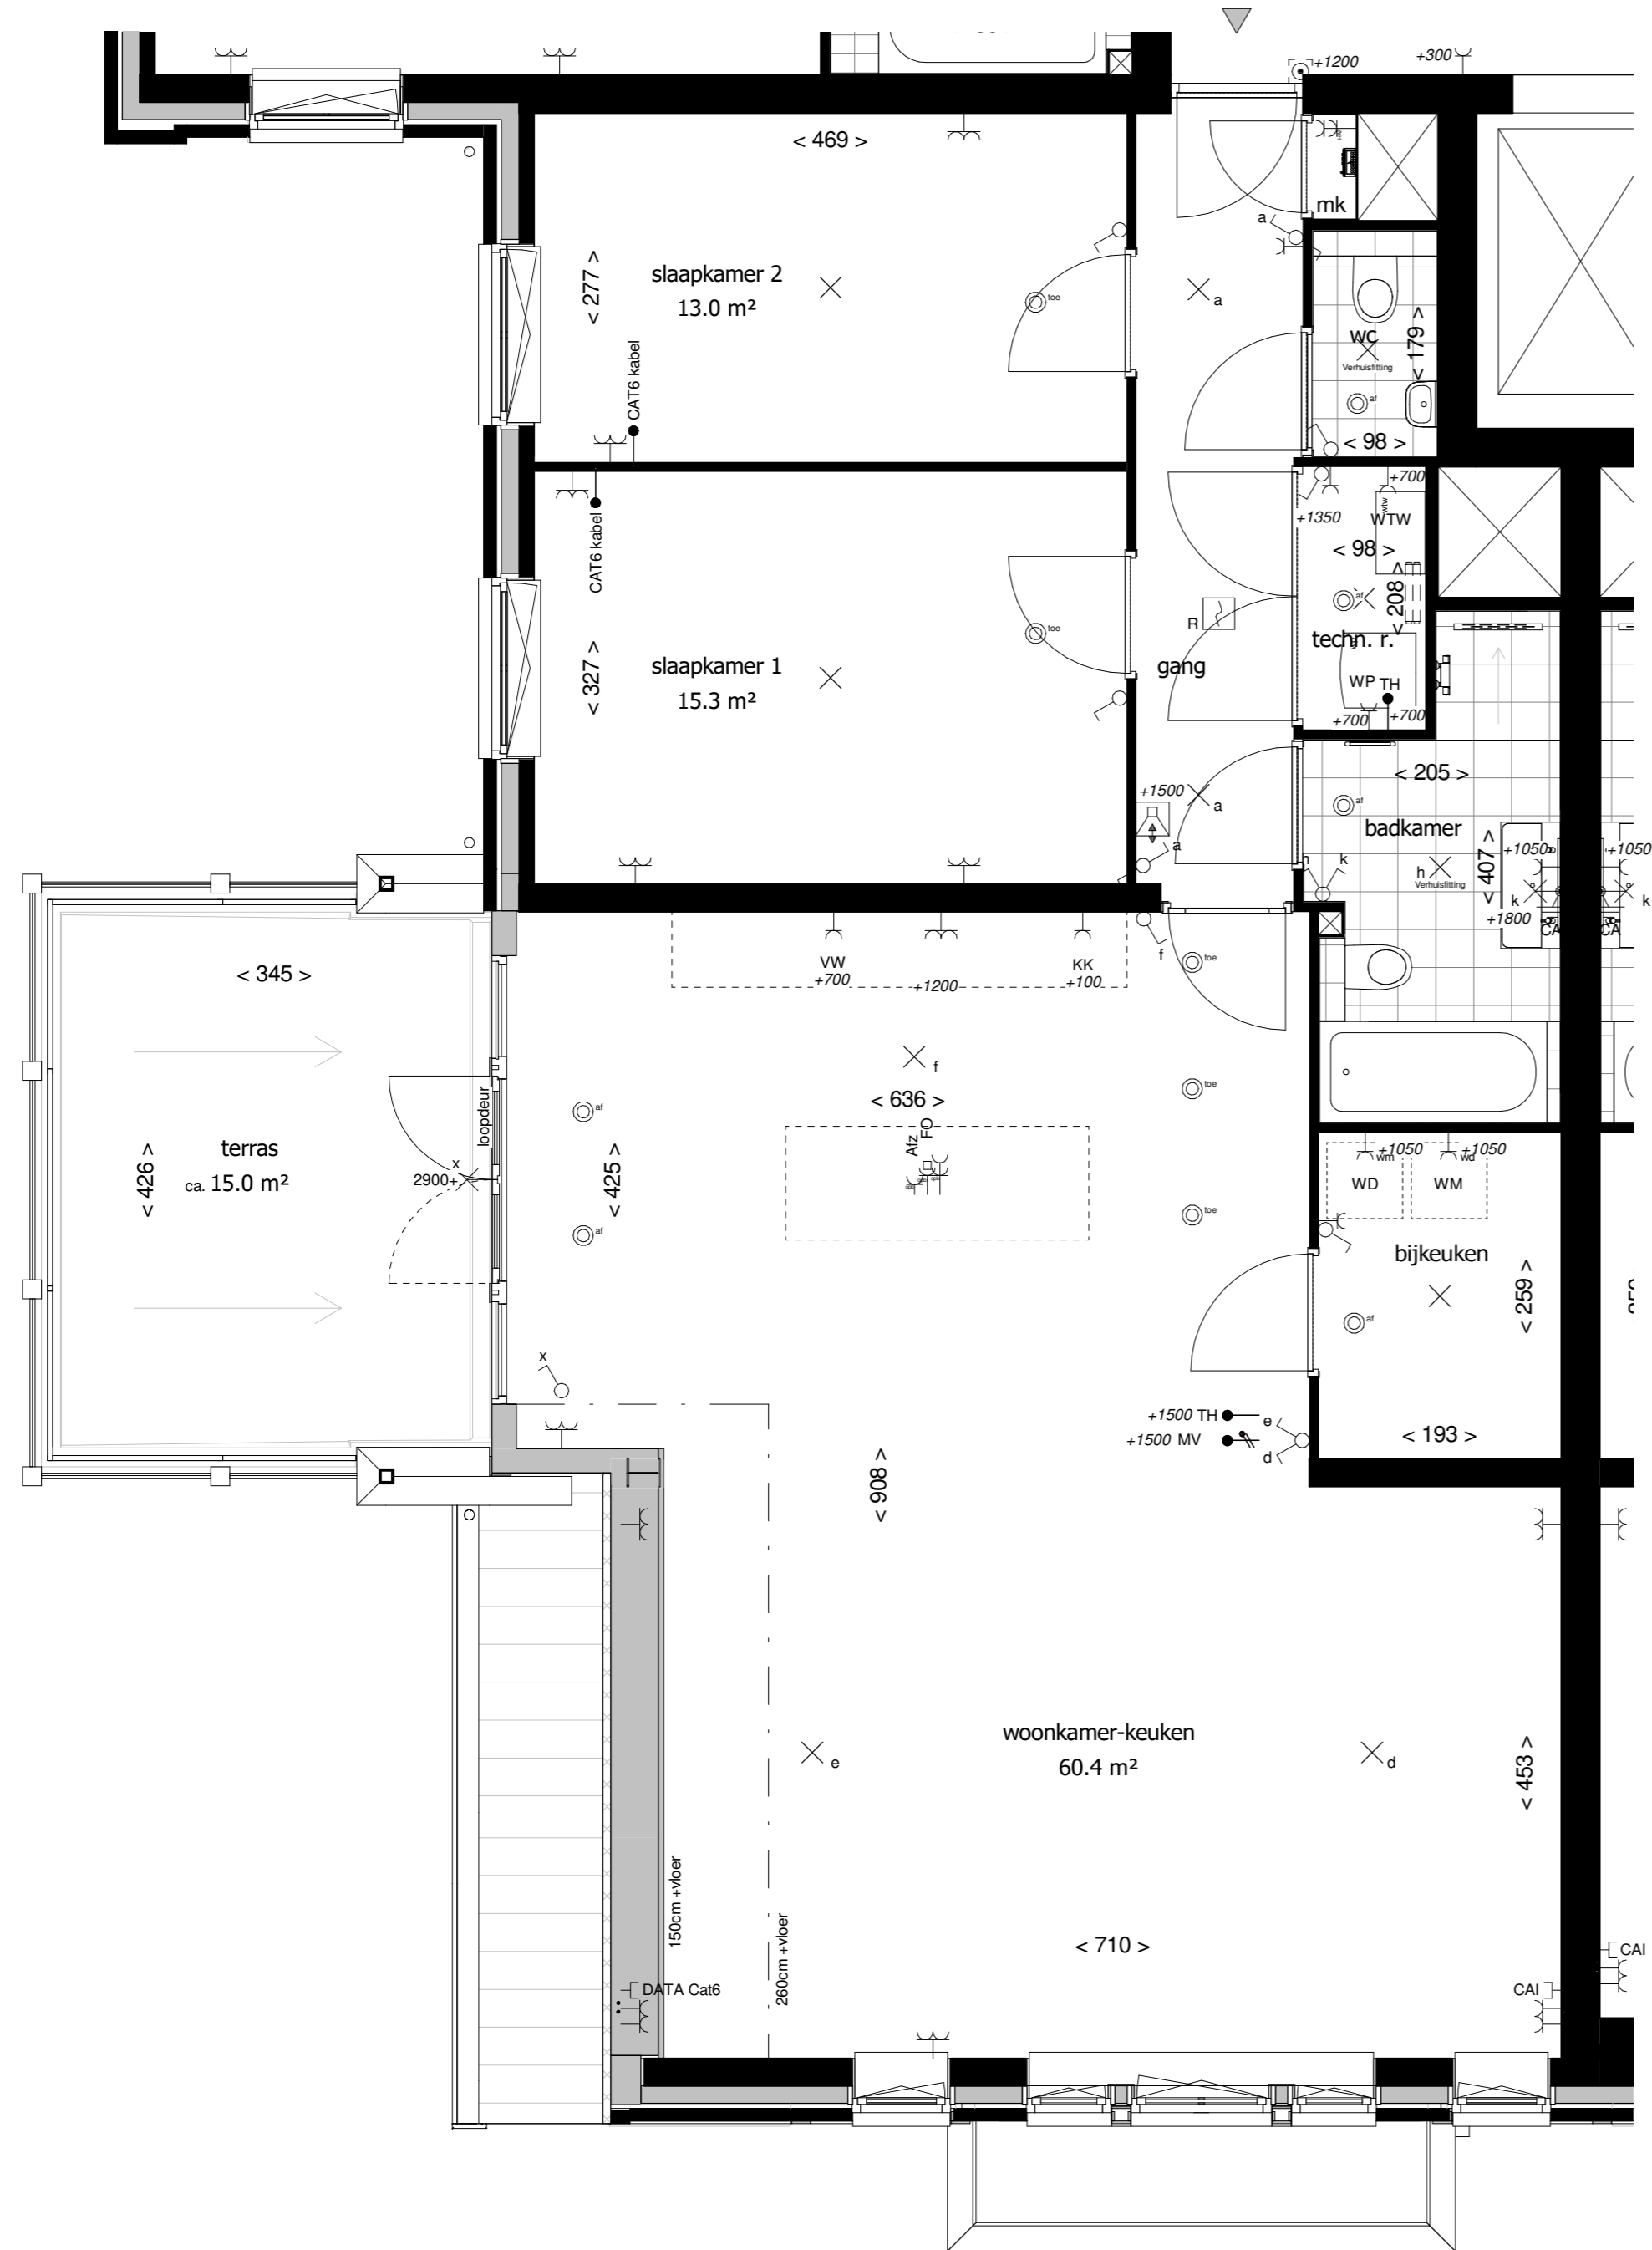 +1200
+300
< 469 >
mk
a
slaapkamer 2
13.0 m²
< 277 >
toe
a
wc
Verhuisfitting
< 179 >
af
< 98 >
CAT6 kabel
CAT6 kabel
+700
wtw
WTW
+1350
< 98 >
< 208 >
af
R
techn. r.
gang
slaapkamer 1
15.3 m²
< 327 >
toe
WP
TH
+700
+700
< 205 >
+1500
a
af
badkamer
a
h
k
h
Verhuisfitting
< 407 >
+1050
+1050
k
k
+1800
CA
CA
f
toe
VW
+700
+1200
KK
+100
< 345 >
f
< 636 >
toe
af
Afz
FO
loopdeur
terras
ca. 15.0 m²
< 426 >
x
2900+
< 425 >
af
toe
+1050
+1050
wm
wd
WD
WM
bijkeuken
< 259 >
af
x
+1500 TH
+1500 MV
e
d
< 193 >
< 908 >
woonkamer-keuken
60.4 m²
e
d
< 453 >
150cm +vloer
260cm +vloer
< 710 >
DATA Cat6
CAI
CAI